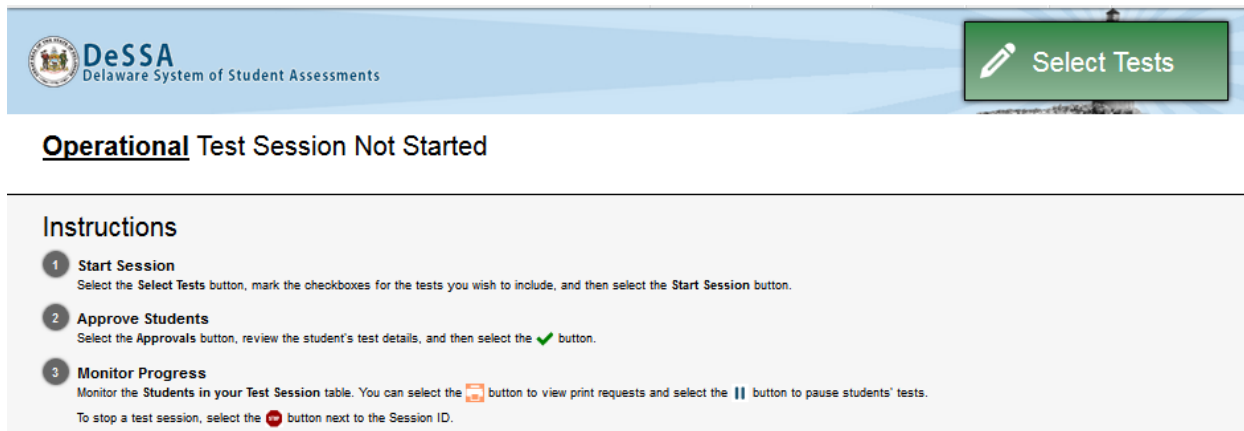 DeSSA
Delaware System of Student Assessments
Select Tests
Operational Test Session Not Started
Instructions
1 Start Session
Select the Select Tests button, mark the checkboxes for the tests you wish to include, and then select the Start Session button.
2 Approve Students
Select the Approvals button, review the student's test details, and then select the button.
3 Monitor Progress
Monitor the Students in your Test Session table. You can select the button to view print requests and select the button to pause students' tests.
To stop a test session, select the STOP button next to the Session ID.